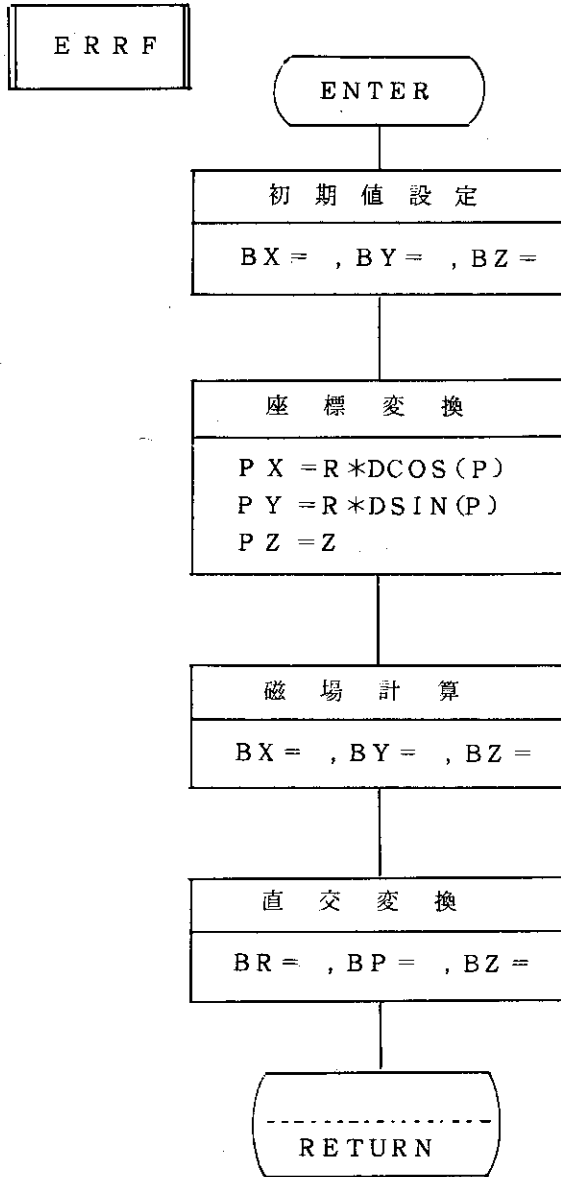 ERRF
ENTER
初期値設定
BX= , BY= , BZ=
座標変換
PX=R*DCOS(P)
PY=R*DSIN(P)
PZ=Z
磁場計算
BX= , BY= , BZ=
直交変換
BR= , BP= , BZ=
RETURN